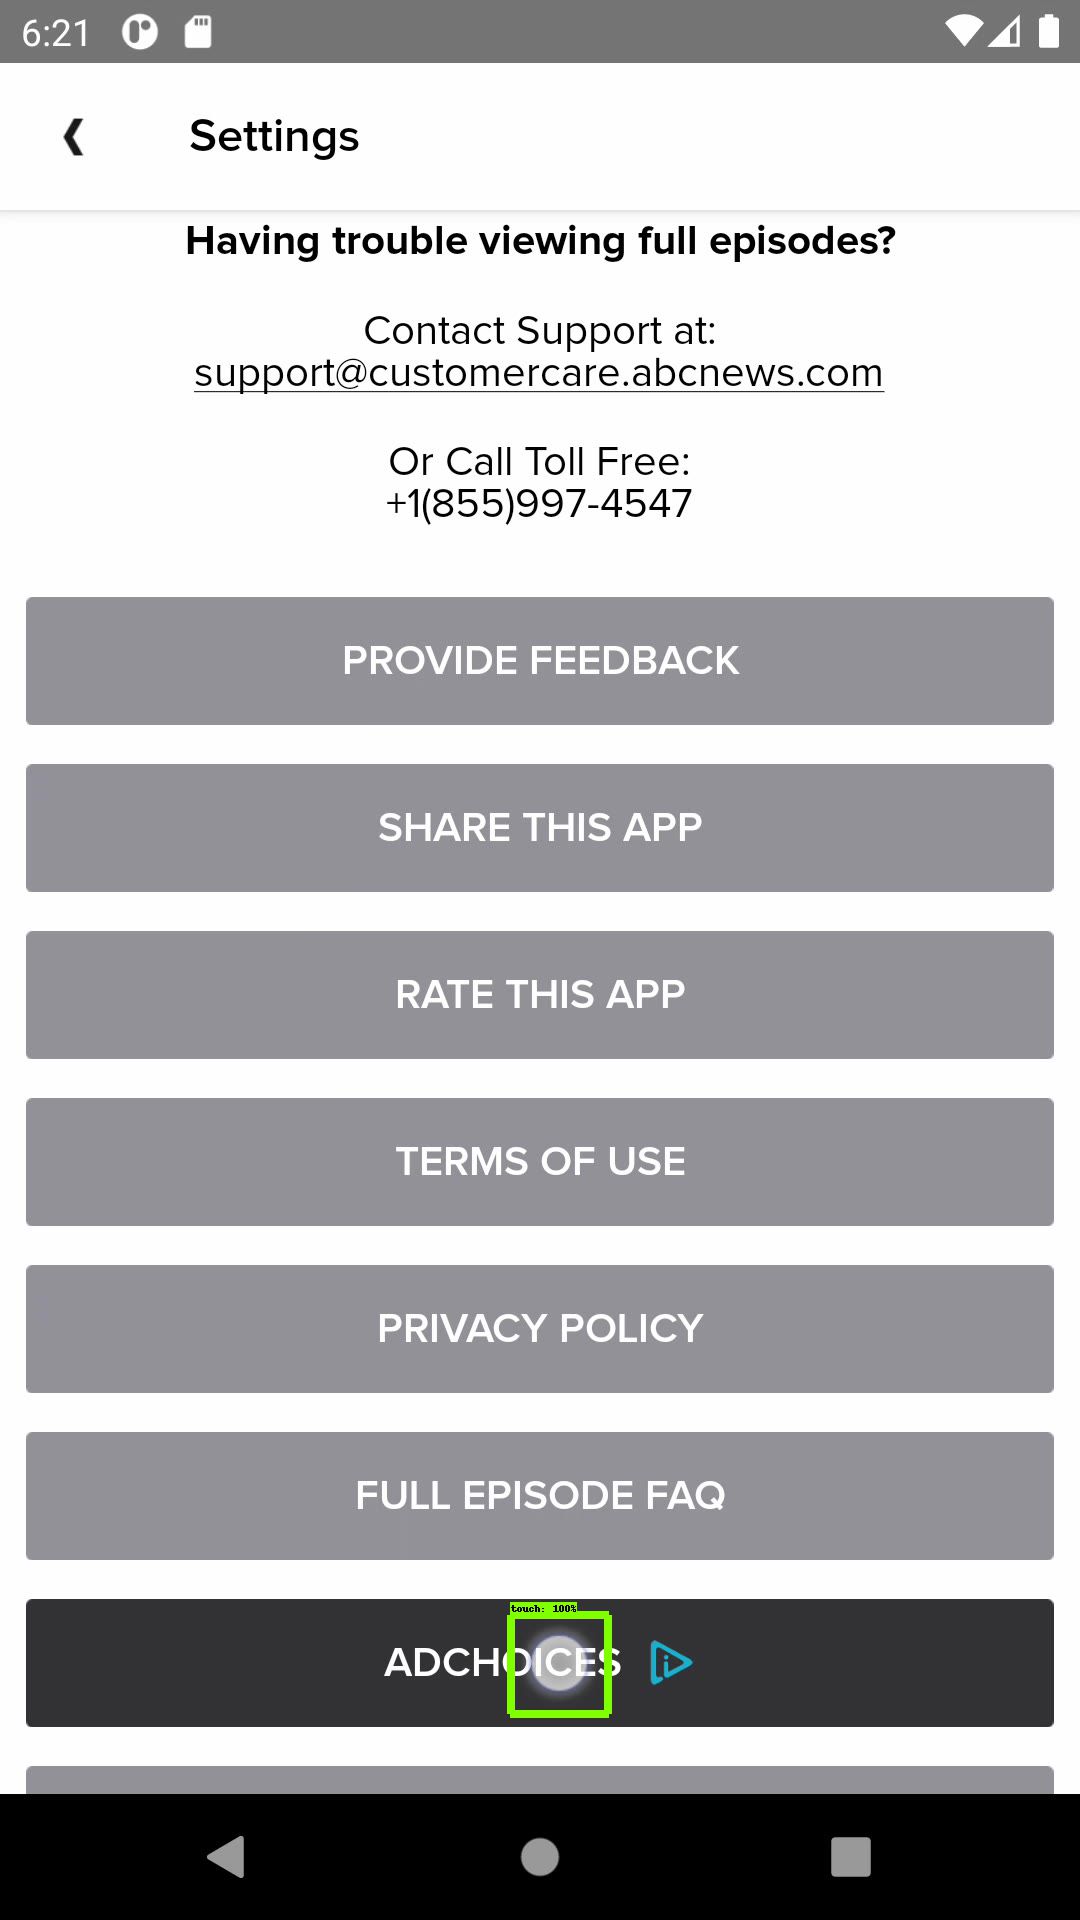 6:21
Settings
Having trouble viewing full episodes?
Contact Support at:
support@customercare.abcnews.com
Or Call Toll Free:
+1(855)997-4547
PROVIDE FEEDBACK
SHARE THIS APP
RATE THIS APP
TERMS OF USE
PRIVACY POLICY
FULL EPISODE FAQ
touch: 100%
ADCHOICES